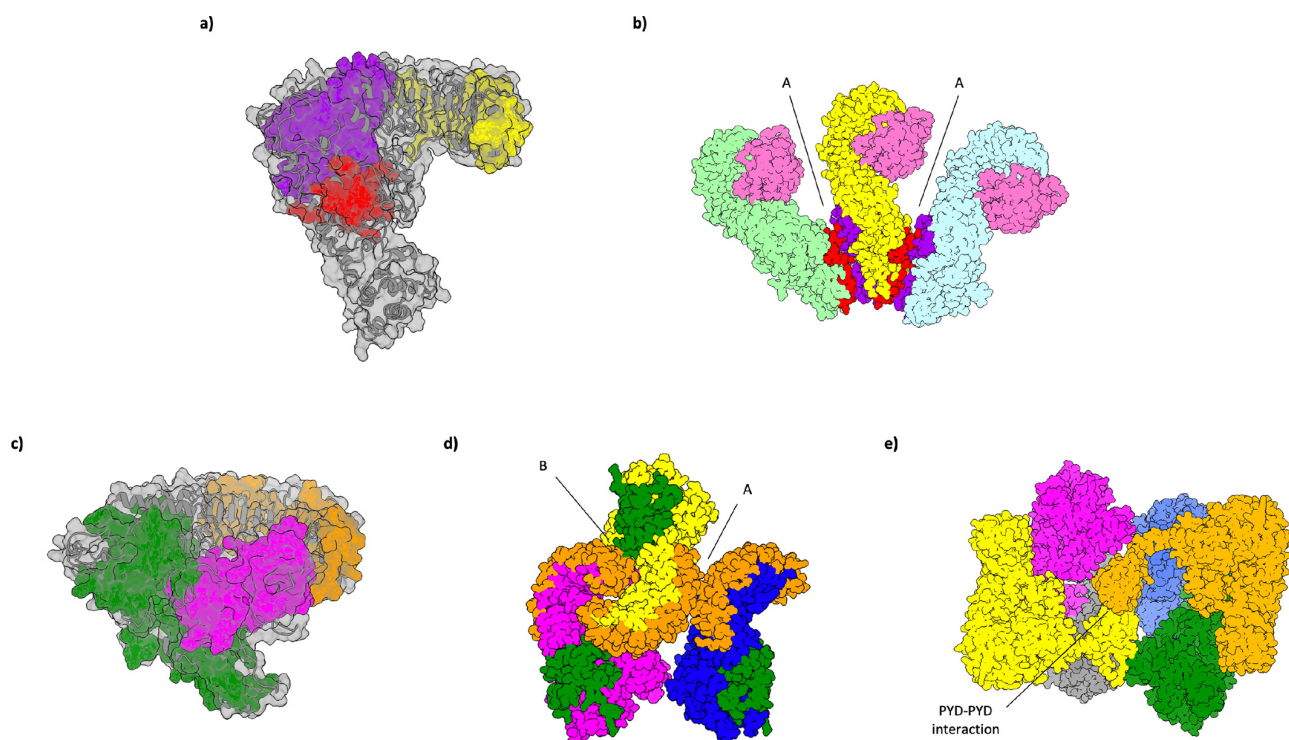 a)
b)
A
A
c)
d)
e)
B
A
PYD-PYD
interaction